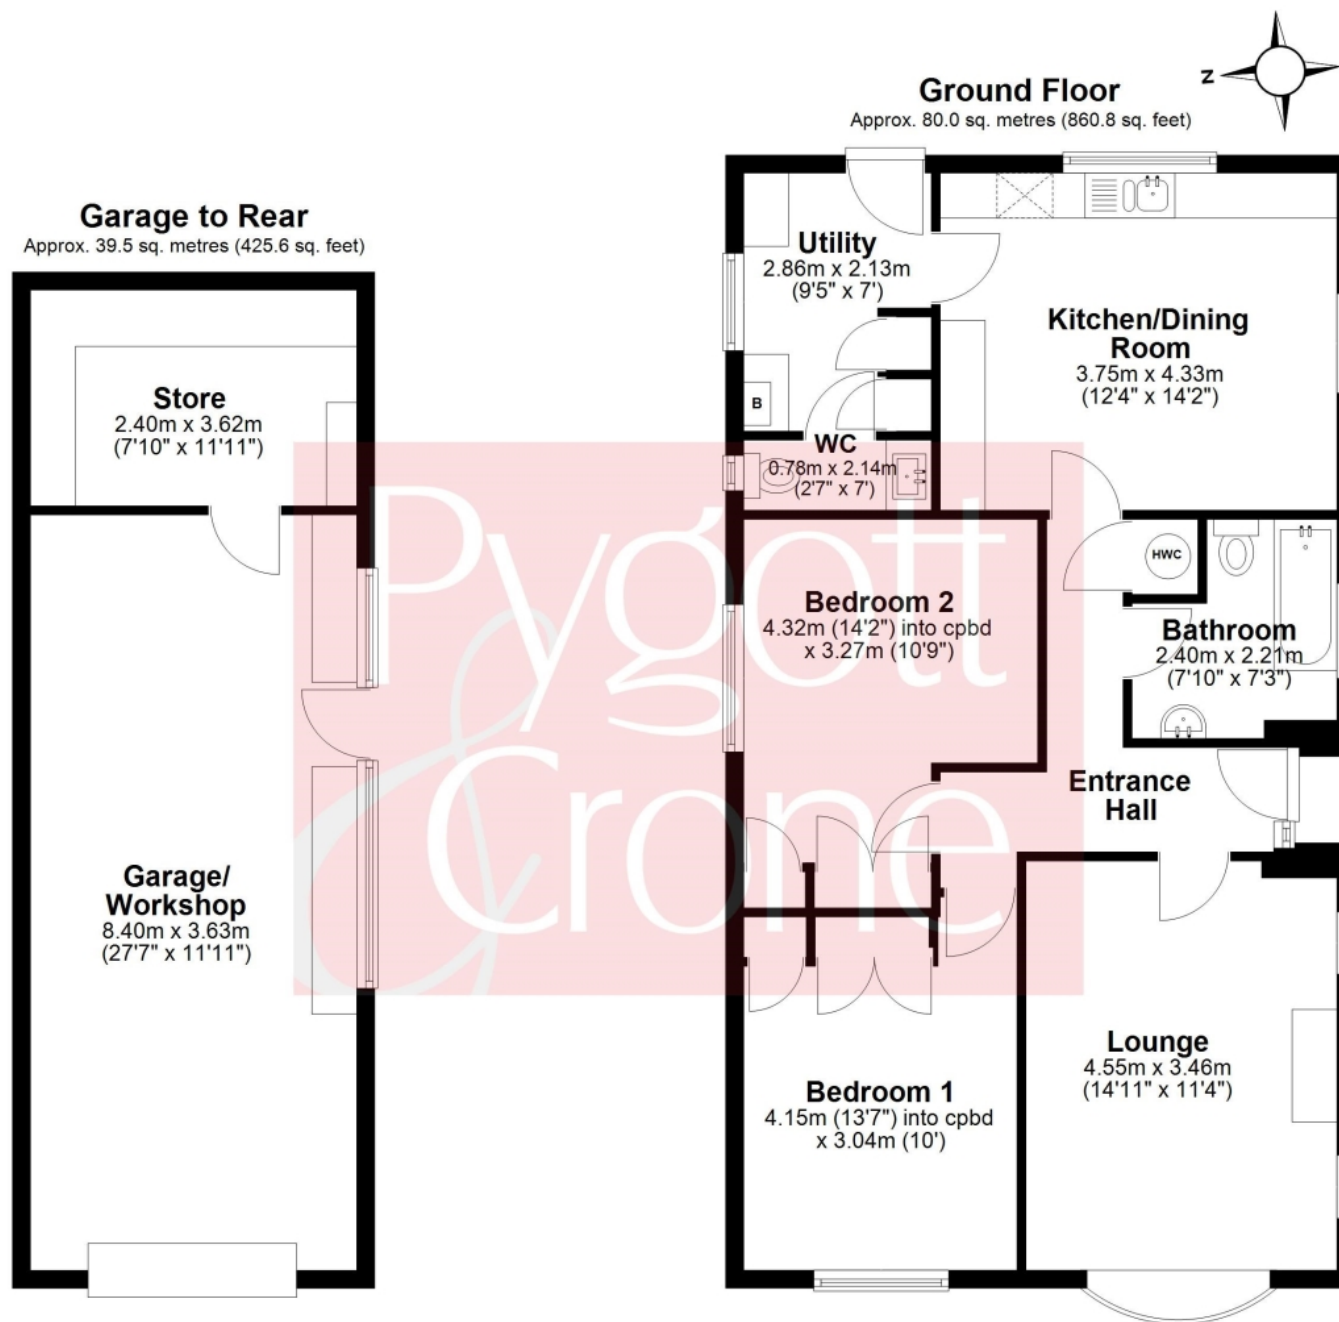 Z
Ground Floor
Approx. 80.0 sq. metres (860.8 sq. feet)
Garage to Rear
Approx. 39.5 sq. metres (425.6 sq. feet)
Utility
2.86m x 2.13m
(9'5" x 7')
Kitchen/Dining
Room
3.75m x 4.33m
(12'4" x 14'2")
Store
2.40m x 3.62m
(7'10" x 11'11")
B
WC
0.78m x 2.14m
(2'7" x 7')
Pygott
& Crone
HWC
Bedroom 2
4.32m (14'2") into cpbd
x 3.27m (10'9")
Bathroom
2.40m x 2.21m
(7'10" x 7'3")
Entrance
Hall
Garage/
Workshop
8.40m x 3.63m
(27'7" x 11'11")
Lounge
4.55m x 3.46m
(14'11" x 11'4")
Bedroom 1
4.15m (13'7") into cpbd
x 3.04m (10')